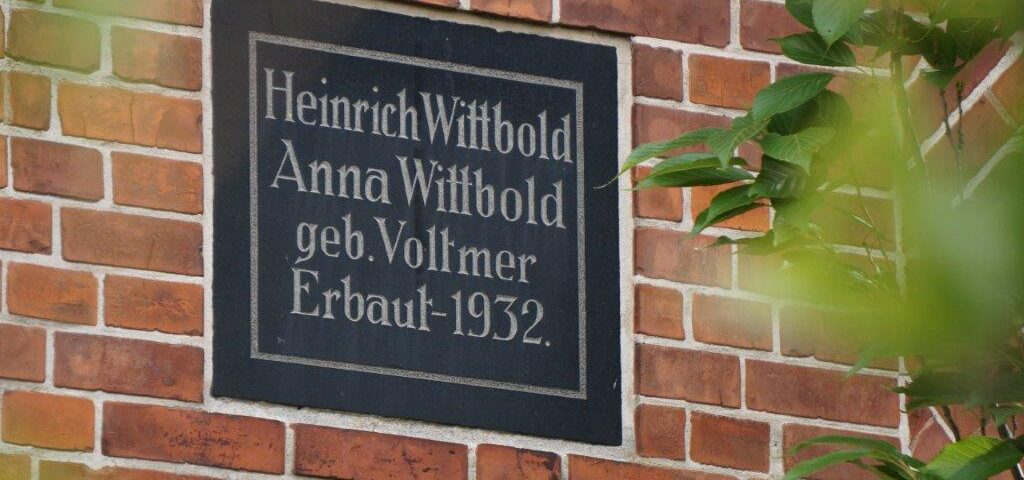 Heinrich Wittbold
Anna Wittbold
geb. Voltmer
Erbaut-1932.